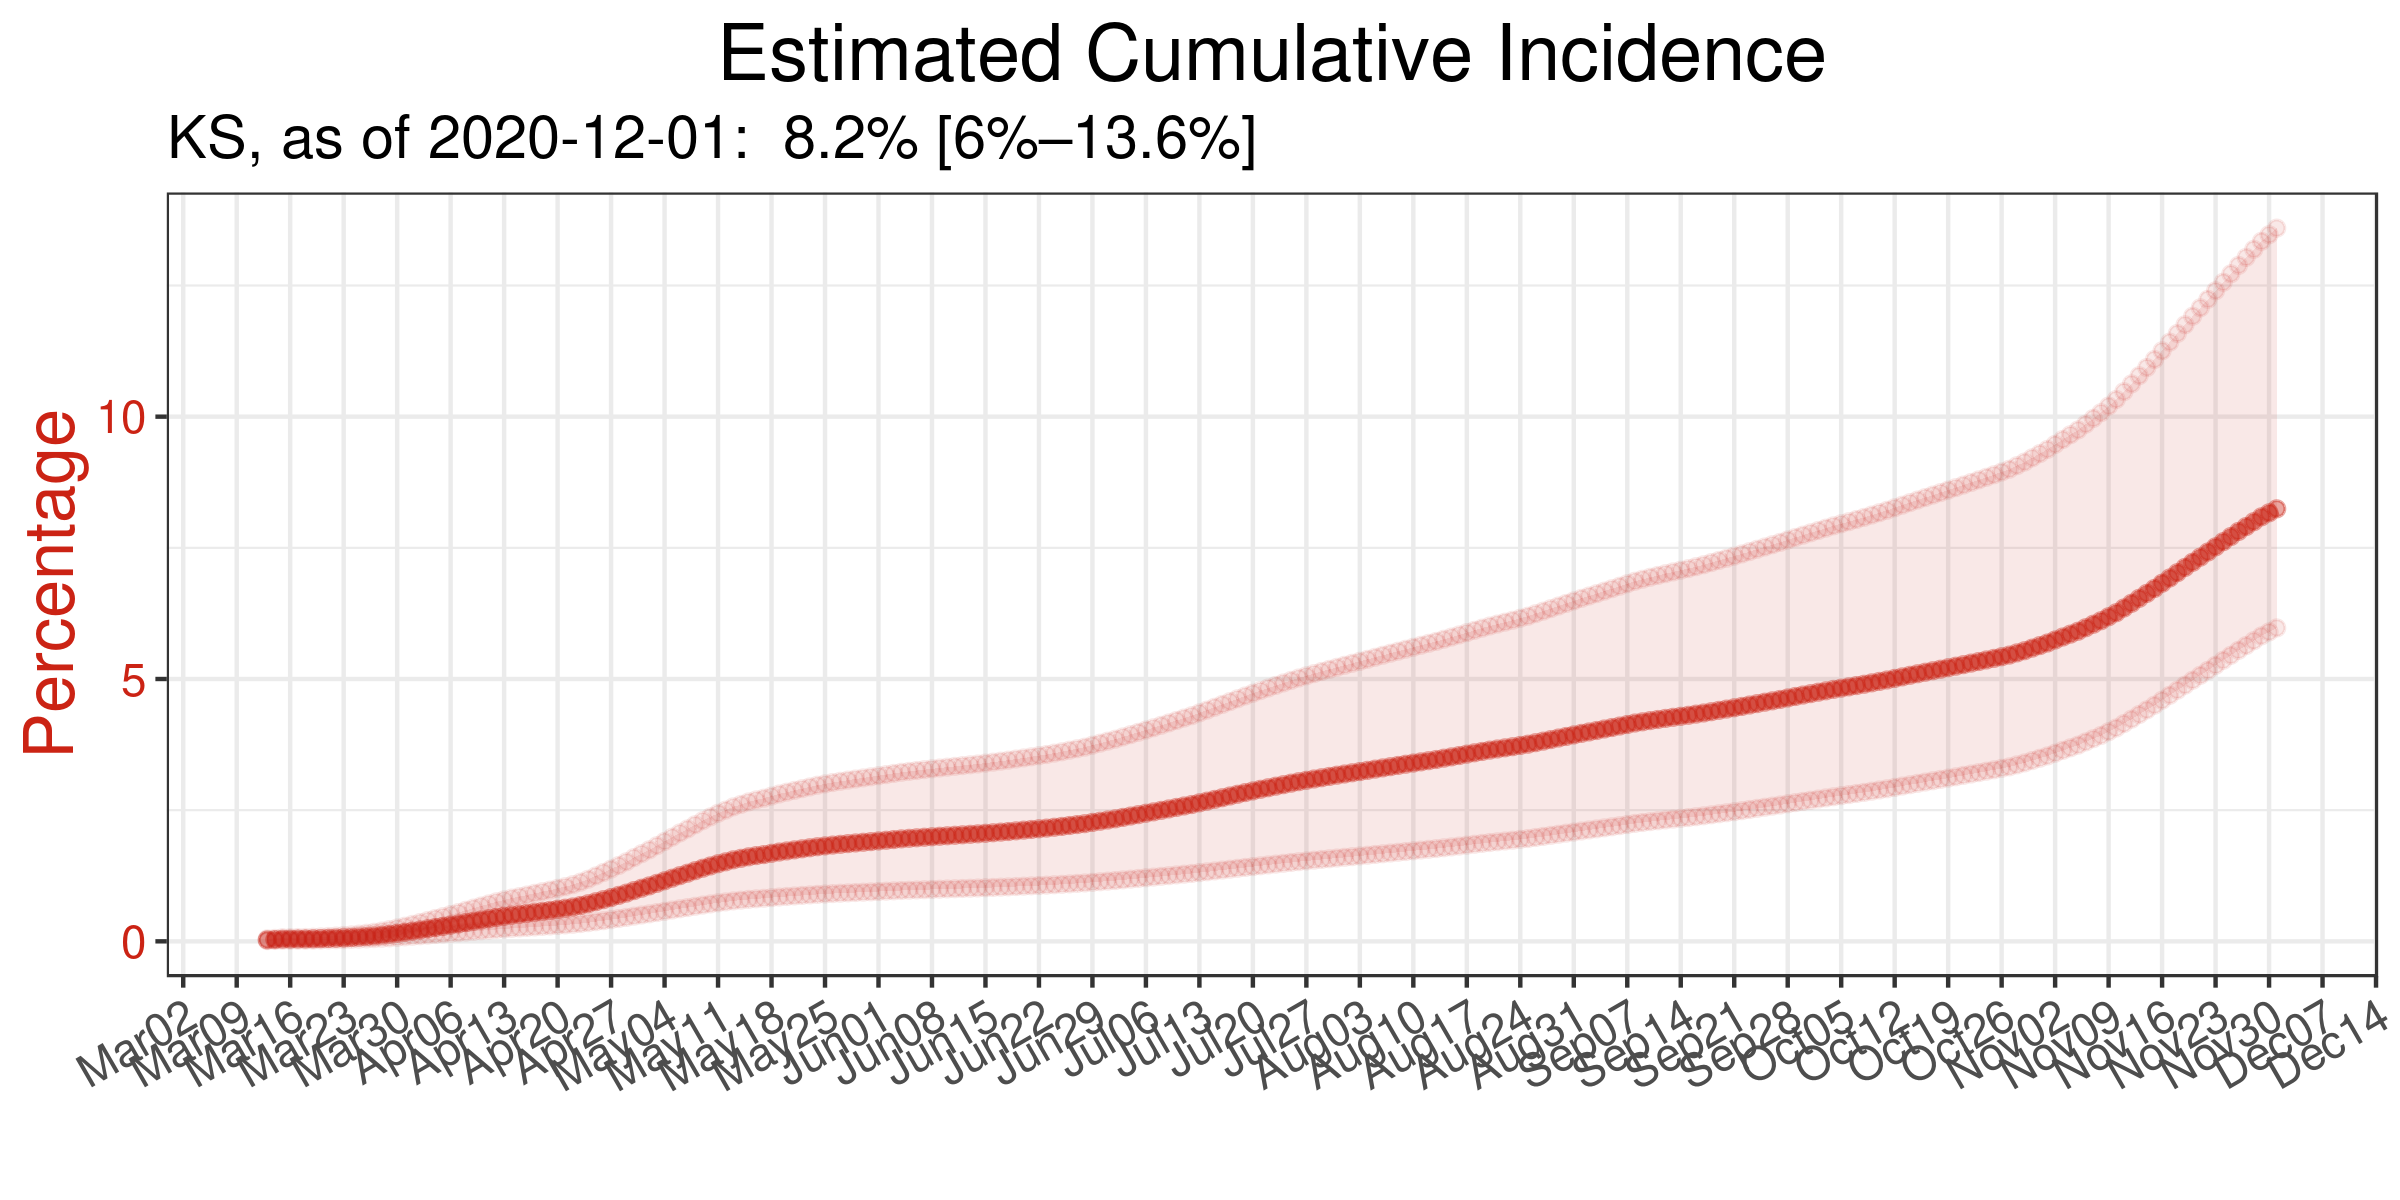 Estimated Cumulative Incidence
KS, as of 2020-12-01:  8.2% [6%–13.6%]
Percentage
10
5
0
Mar02
Mar09
Mar16
Mar23
Mar30
Apr06
Apr13
Apr20
Apr27
May04
May11
May18
May25
Jun01
Jun08
Jun15
Jun22
Jun29
Jul06
Jul13
Jul20
Jul27
Aug03
Aug10
Aug17
Aug24
Aug31
Sep07
Sep14
Sep21
Sep28
Oct05
Oct12
Oct19
Oct26
Nov02
Nov09
Nov16
Nov23
Nov30
Dec07
Dec14